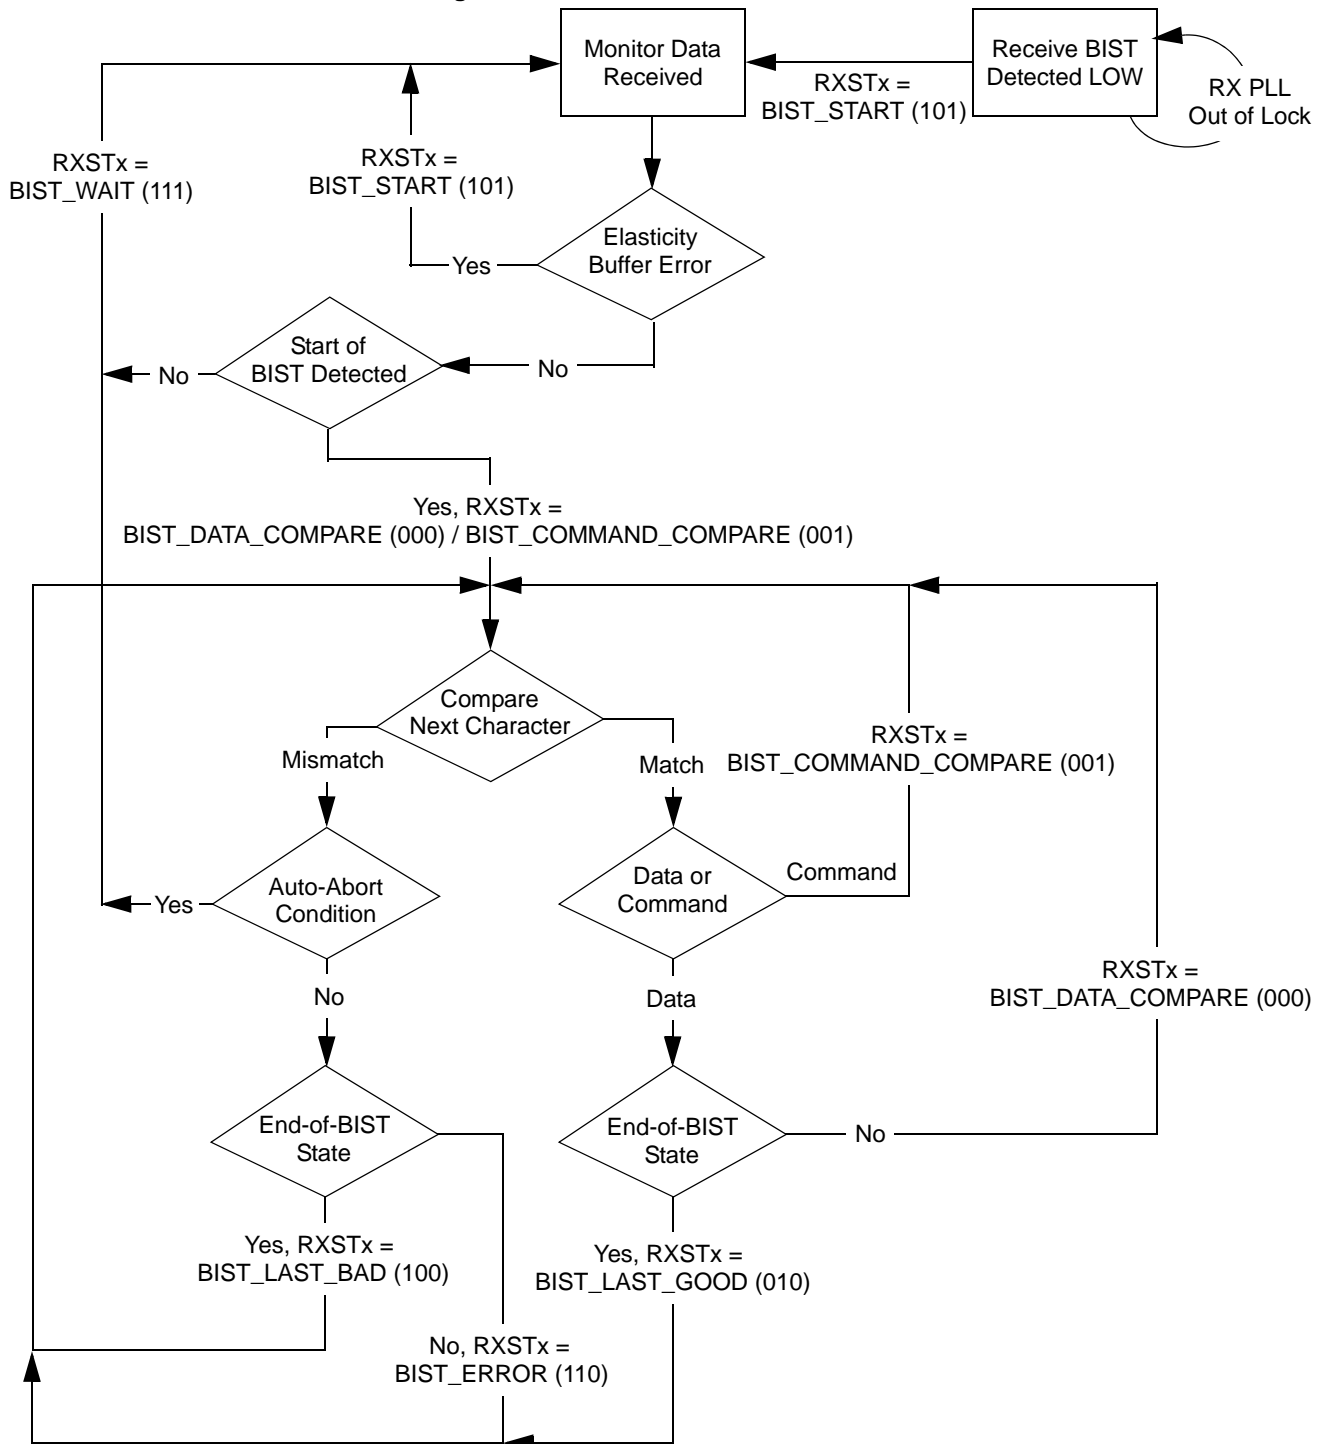 Monitor Data
Received
Receive BIST
Detected LOW
RX PLL
Out of Lock
RXSTx =
BIST_START (101)
RXSTx =
BIST_WAIT (111)
RXSTx =
BIST_START (101)
Elasticity
Buffer Error
Yes
No
Start of
BIST Detected
No
Yes, RXSTx =
BIST_DATA_COMPARE (000) / BIST_COMMAND_COMPARE (001)
Compare
Next Character
Mismatch
Match
RXSTx =
BIST_COMMAND_COMPARE (001)
Auto-Abort
Condition
Yes
Data or
Command
Command
No
Data
RXSTx =
BIST_DATA_COMPARE (000)
End-of-BIST
State
End-of-BIST
State
No
Yes, RXSTx =
BIST_LAST_BAD (100)
Yes, RXSTx =
BIST_LAST_GOOD (010)
No, RXSTx =
BIST_ERROR (110)